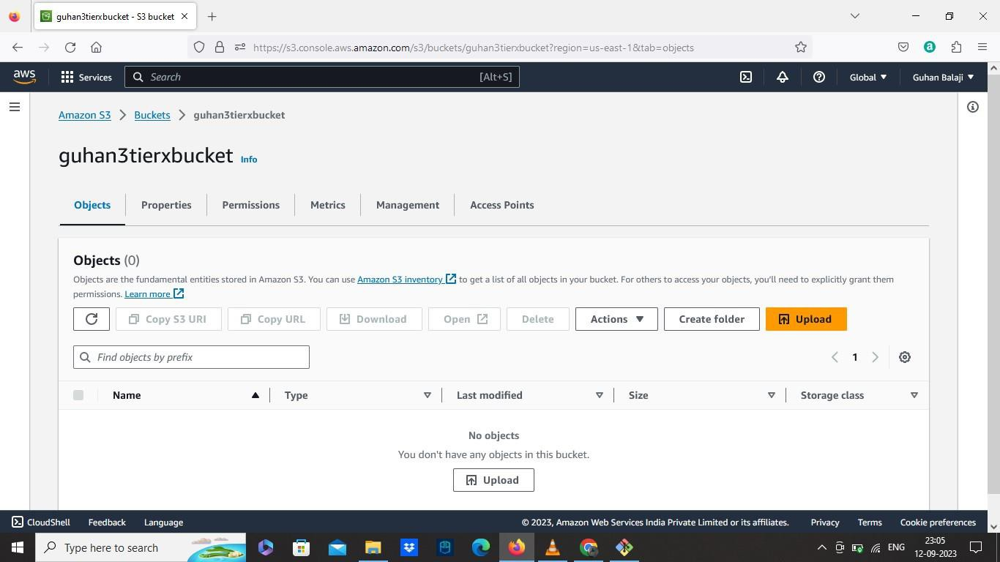 guhan3tierxbucket - S3 bucket
https://s3.console.aws.amazon.com/s3/buckets/guhan3tierxbucket?region=us-east-1&tab=objects
aws Services Search [Alt+S] Global Guhan Balaji
Amazon S3 Buckets guhan3tierxbucket
guhan3tierxbucket Info
Objects Properties Permissions Metrics Management Access Points
Objects (0)
Objects are the fundamental entities stored in Amazon S3. You can use Amazon S3 inventory to get a list of all objects in your bucket. For others to access your objects, you'll need to explicitly grant them
permissions. Learn more
Copy S3 URI Copy URL Download Open Delete Actions Create folder Upload
Find objects by prefix 1
Name Type Last modified Size Storage class
No objects
You don't have any objects in this bucket.
Upload
CloudShell Feedback Language © 2023, Amazon Web Services India Private Limited or its affiliates. Privacy Terms Cookie preferences
Type here to search ENG 23:05
12-09-2023